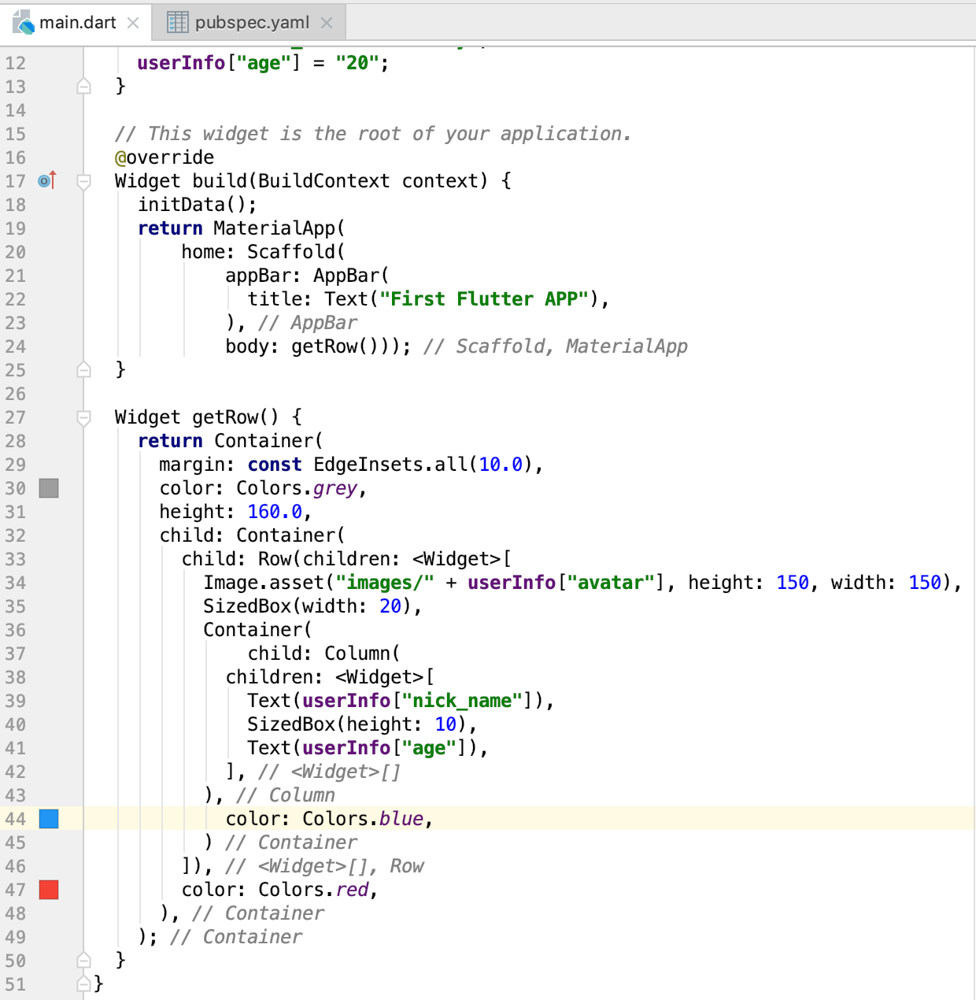 main.dart
pubspec.yaml
12 userInfo["age"] = "20";
13 }
14
15 // This widget is the root of your application.
16 @override
17 Widget build(BuildContext context) {
18 initData();
19 return MaterialApp(
20 home: Scaffold(
21 appBar: AppBar(
22 title: Text("First Flutter APP"),
23 ), // AppBar
24 body: getRow())); // Scaffold, MaterialApp
25 }
26
27 Widget getRow() {
28 return Container(
29 margin: const EdgeInsets.all(10.0),
30 color: Colors.grey,
31 height: 160.0,
32 child: Container(
33 child: Row(children: <Widget>[
34 Image.asset("images/" + userInfo["avatar"], height: 150, width: 150),
35 SizedBox(width: 20),
36 Container(
37 child: Column(
38 children: <Widget>[
39 Text(userInfo["nick_name"]),
40 SizedBox(height: 10),
41 Text(userInfo["age"]),
42 ], // <Widget>[]
43 ), // Column
44 color: Colors.blue,
45 ) // Container
46 ]), // <Widget>[], Row
47 color: Colors.red,
48 ), // Container
49 ); // Container
50 }
51 }